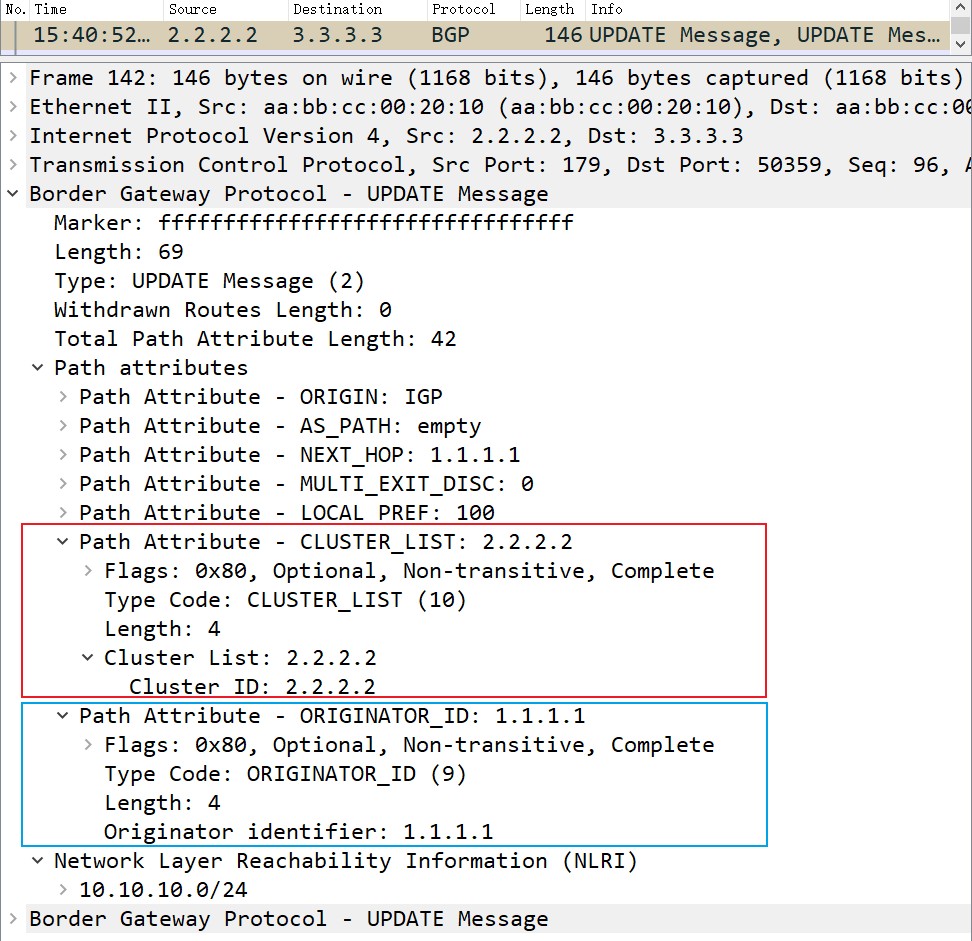 No. Time Source Destination Protocol Length Info
15:40:52… 2.2.2.2 3.3.3.3 BGP 146 UPDATE Message, UPDATE Mes…
Frame 142: 146 bytes on wire (1168 bits), 146 bytes captured (1168 bits)
Ethernet II, Src: aa:bb:cc:00:20:10 (aa:bb:cc:00:20:10), Dst: aa:bb:cc:00
Internet Protocol Version 4, Src: 2.2.2.2, Dst: 3.3.3.3
Transmission Control Protocol, Src Port: 179, Dst Port: 50359, Seq: 96, A
Border Gateway Protocol - UPDATE Message
Marker: ffffffffffffffffffffffffffffffff
Length: 69
Type: UPDATE Message (2)
Withdrawn Routes Length: 0
Total Path Attribute Length: 42
Path attributes
Path Attribute - ORIGIN: IGP
Path Attribute - AS_PATH: empty
Path Attribute - NEXT_HOP: 1.1.1.1
Path Attribute - MULTI_EXIT_DISC: 0
Path Attribute - LOCAL_PREF: 100
Path Attribute - CLUSTER_LIST: 2.2.2.2
Flags: 0x80, Optional, Non-transitive, Complete
Type Code: CLUSTER_LIST (10)
Length: 4
Cluster List: 2.2.2.2
Cluster ID: 2.2.2.2
Path Attribute - ORIGINATOR_ID: 1.1.1.1
Flags: 0x80, Optional, Non-transitive, Complete
Type Code: ORIGINATOR_ID (9)
Length: 4
Originator identifier: 1.1.1.1
Network Layer Reachability Information (NLRI)
10.10.10.0/24
Border Gateway Protocol - UPDATE Message